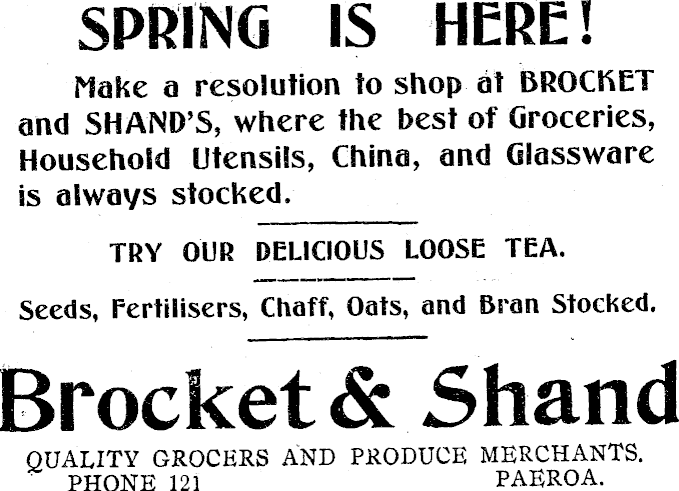 SPRING IS HERE!
Make a resolution to shop at BROCKET
and SHAND'S, where the best of Groceries,
Household Utensils, China, and Glassware
is always stocked.
TRY OUR DELICIOUS LOOSE TEA.
Seeds, Fertilisers, Chaff, Oats, and Bran Stocked.
Brocket & Shand
QUALITY GROCERS AND PRODUCE MERCHANTS.
PHONE 121 PAEROA.